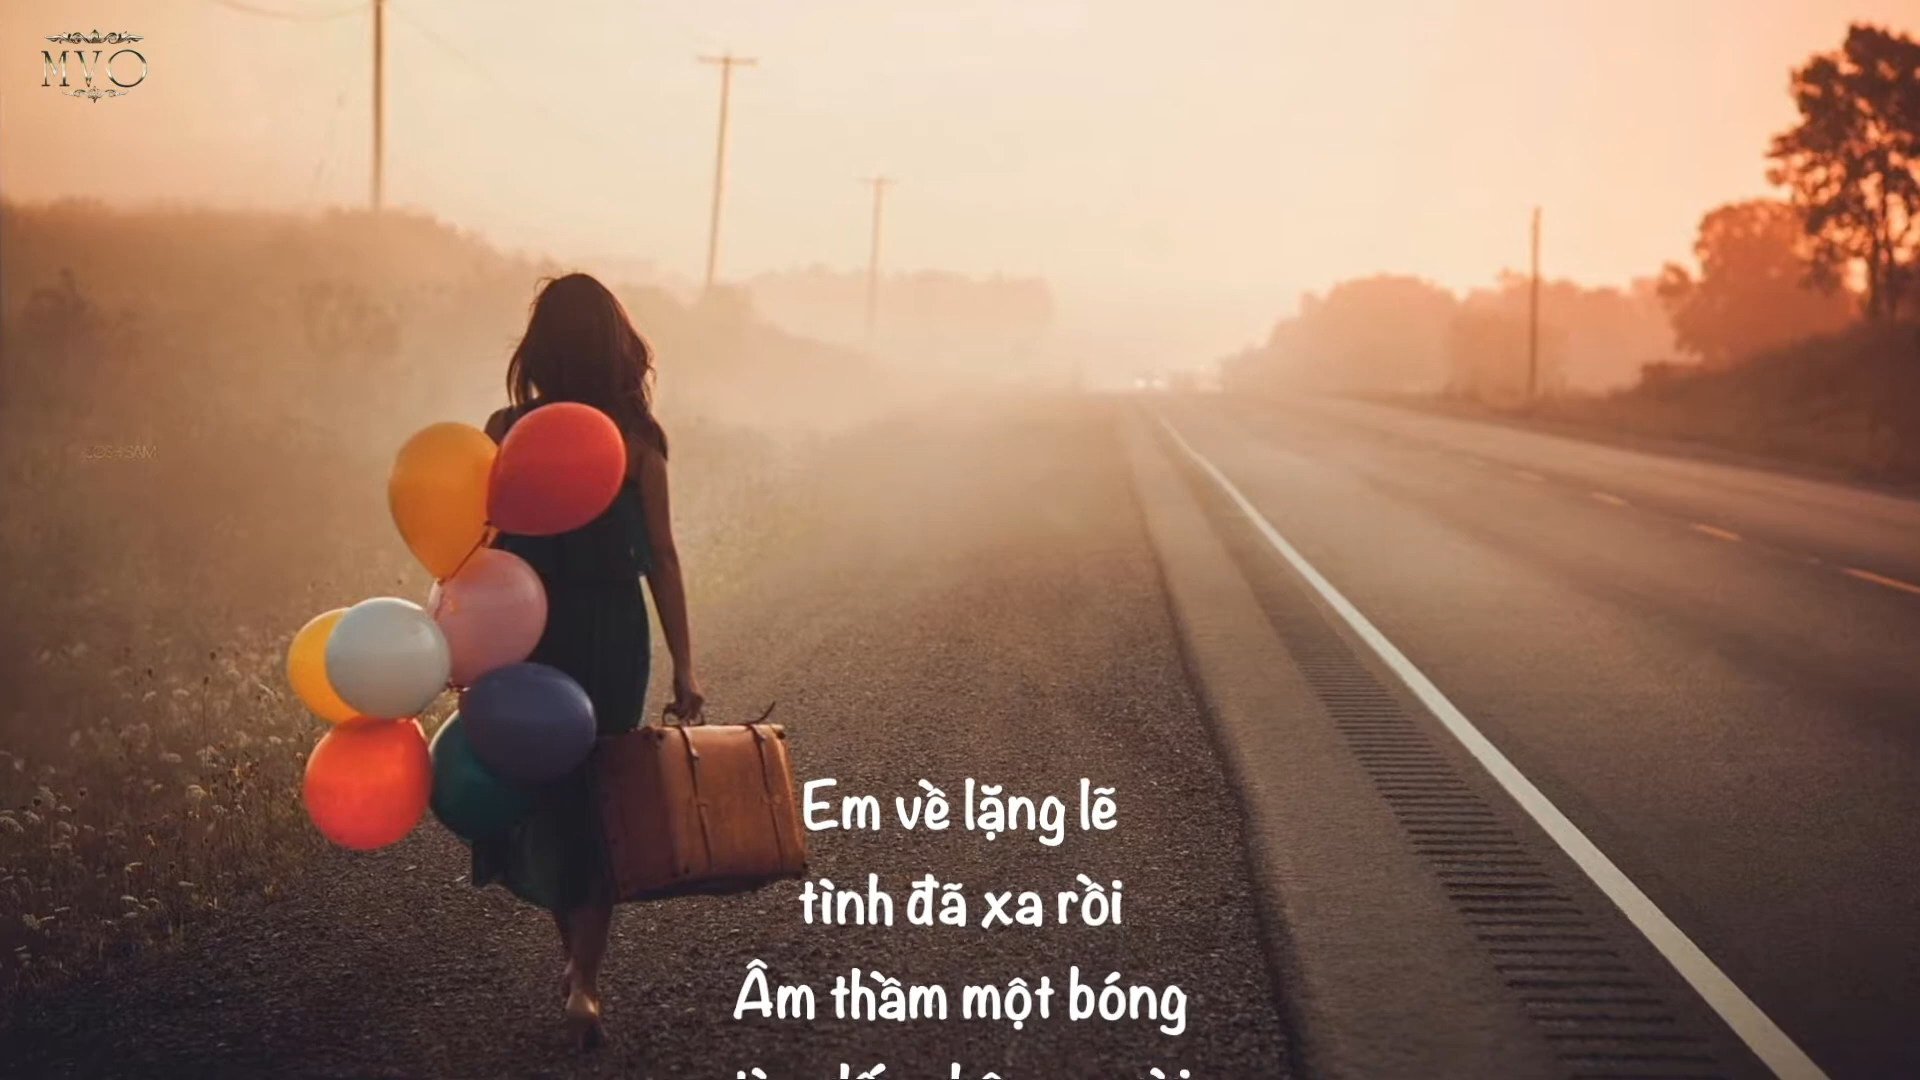 MVO
Em về lặng lẽ
tình đã xa rồi
Âm thầm một bóng